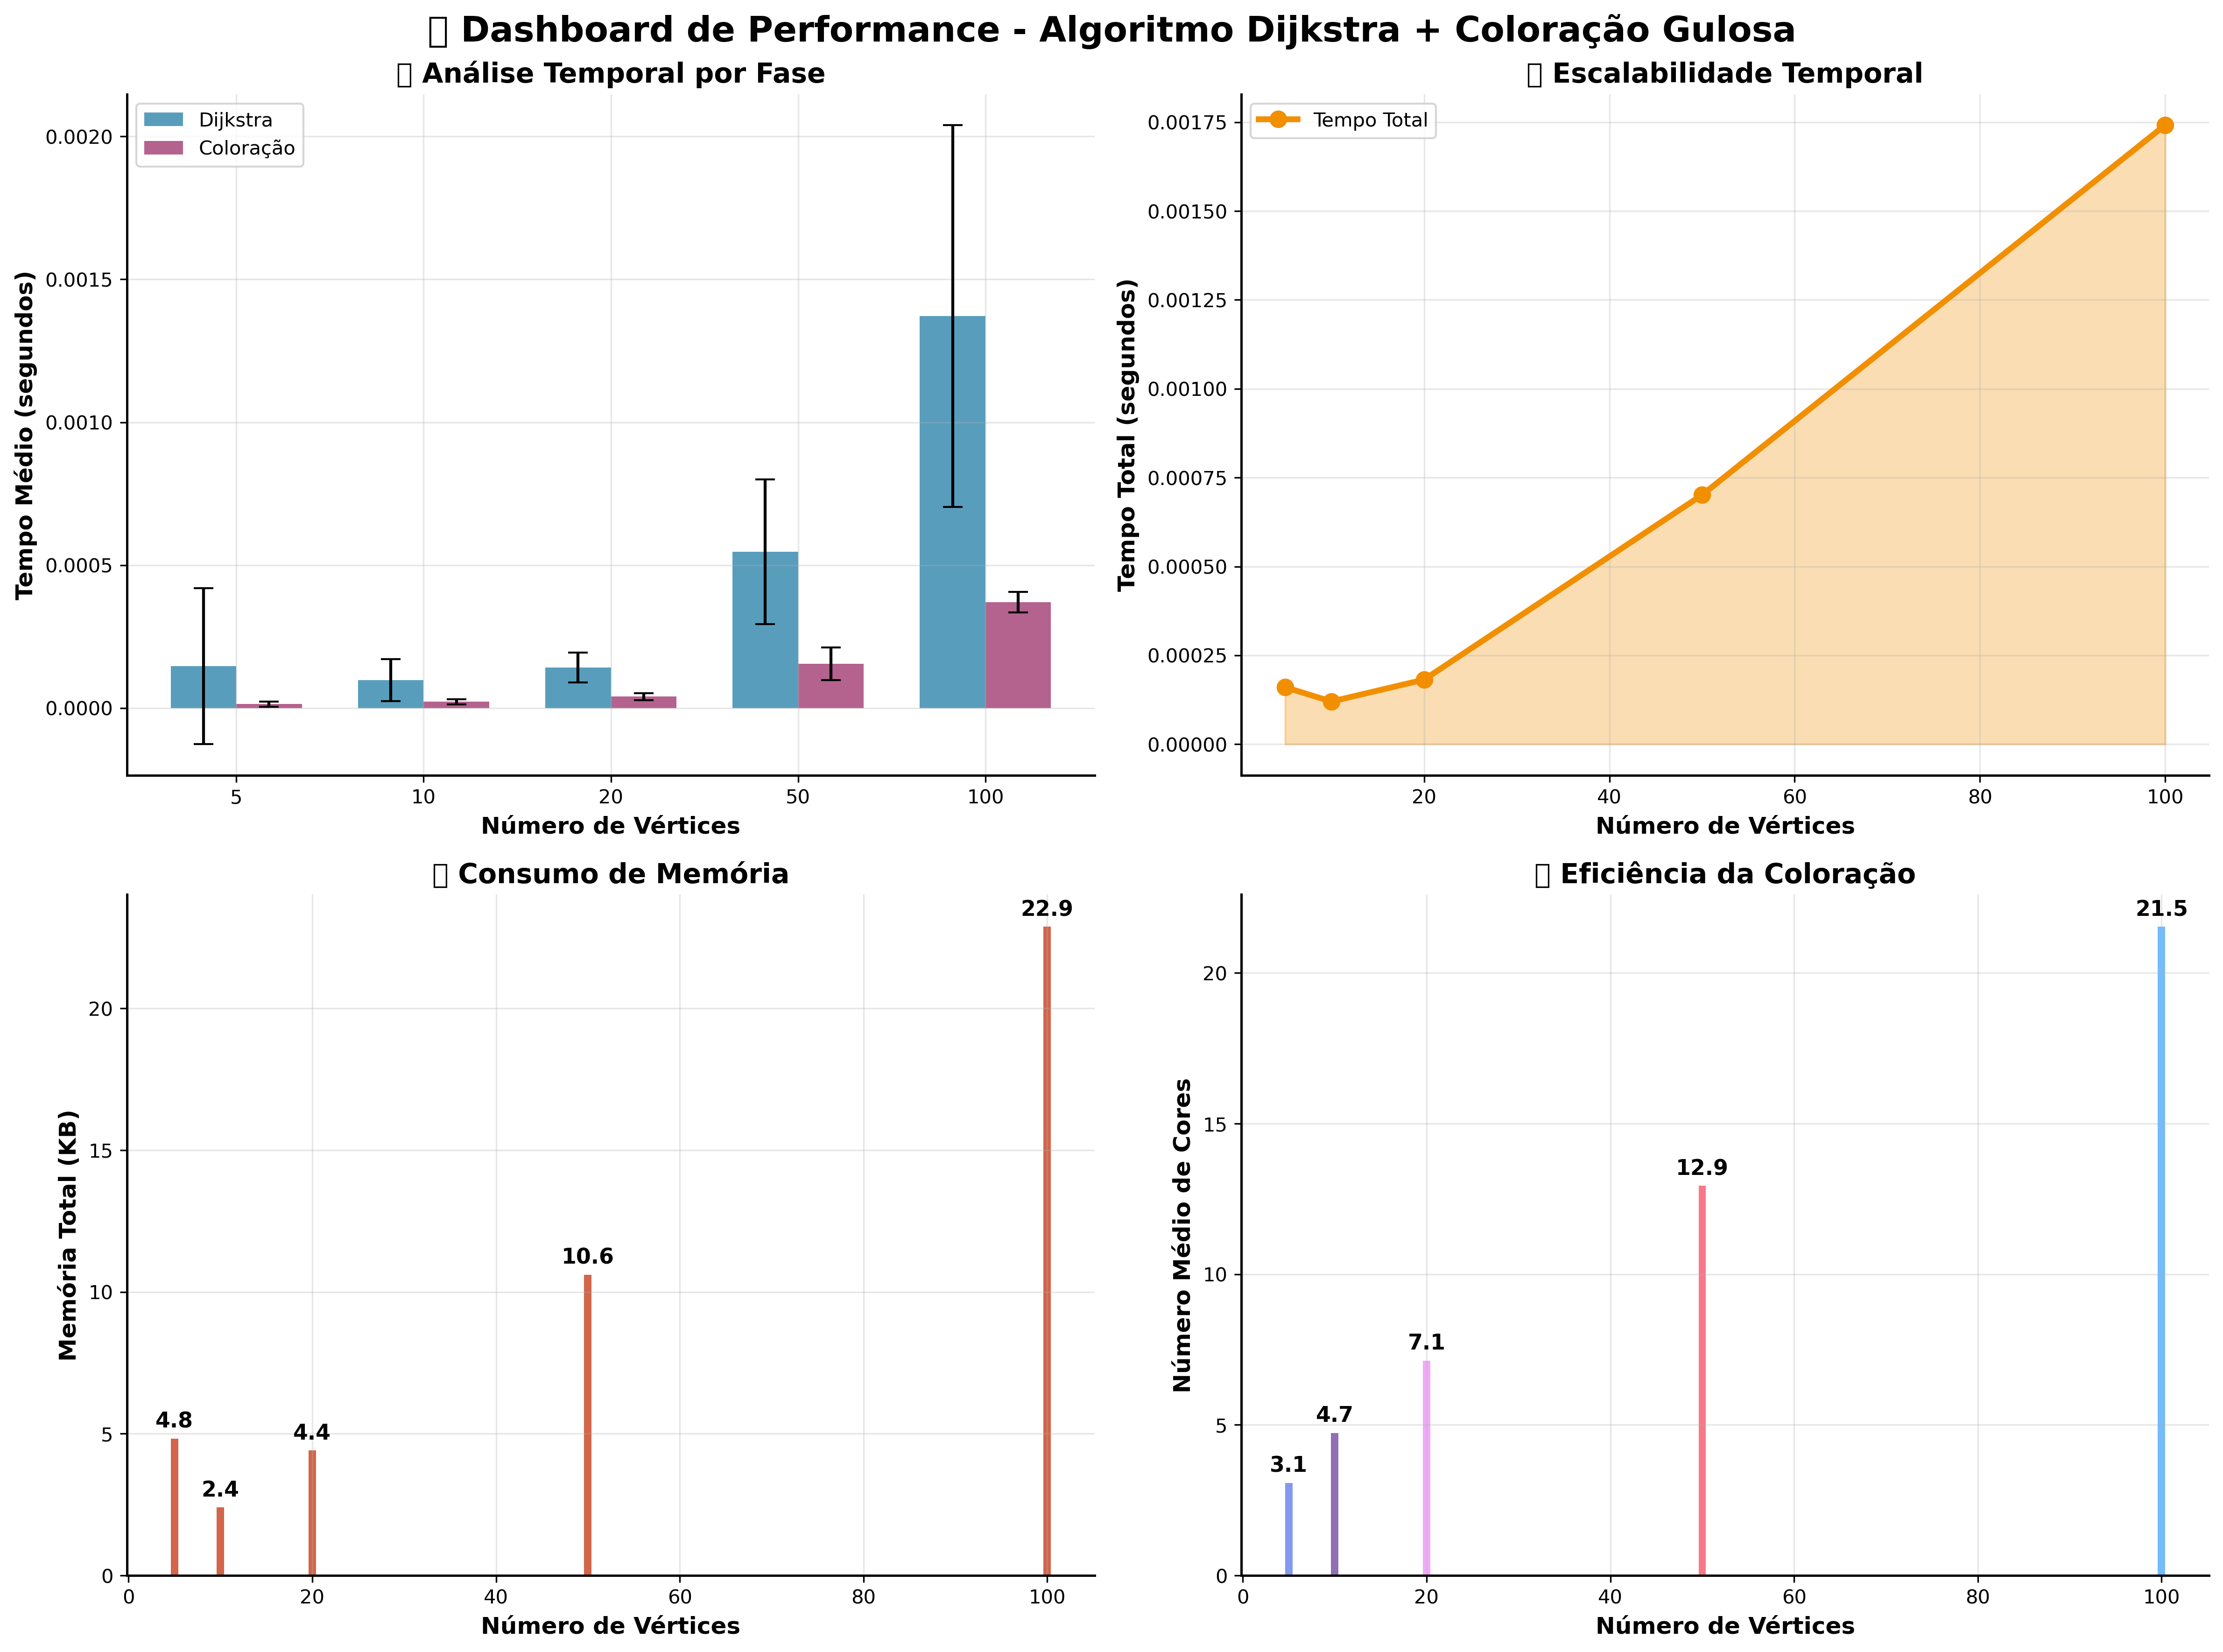 ▯ Dashboard de Performance - Algoritmo Dijkstra + Coloração Gulosa
▯ Análise Temporal por Fase
Dijkstra
Coloração
Tempo Médio (segundos)
0.0020
0.0015
0.0010
0.0005
0.0000
5 10 20 50 100
Número de Vértices
▯ Escalabilidade Temporal
Tempo Total
Tempo Total (segundos)
0.00175
0.00150
0.00125
0.00100
0.00075
0.00050
0.00025
0.00000
20 40 60 80 100
Número de Vértices
▯ Consumo de Memória
Memória Total (KB)
20
15
10
5
0
4.8
2.4
4.4
10.6
22.9
0 20 40 60 80 100
Número de Vértices
▯ Eficiência da Coloração
Número Médio de Cores
20
15
10
5
0
3.1
4.7
7.1
12.9
21.5
0 20 40 60 80 100
Número de Vértices